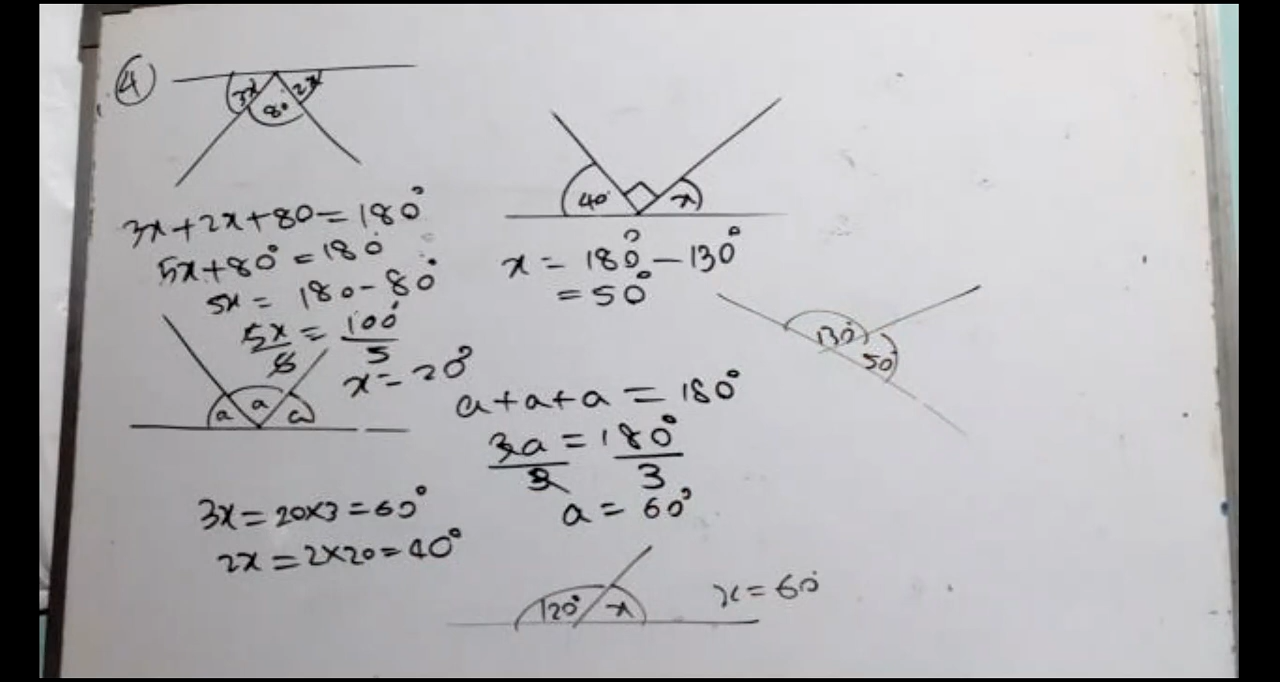 4
3x 80 2x
3x+2x+80=180°
5x+80°=180°
5x= 180-80°
5x/5 = 100°/5
x=20°
40° x
x= 180°-130°
=50°
130° 50°
a a a
a+a+a=180°
3a/3=180°/3
a=60°
3x=20×3=60°
2x=2×20=40°
120° x
x=60°